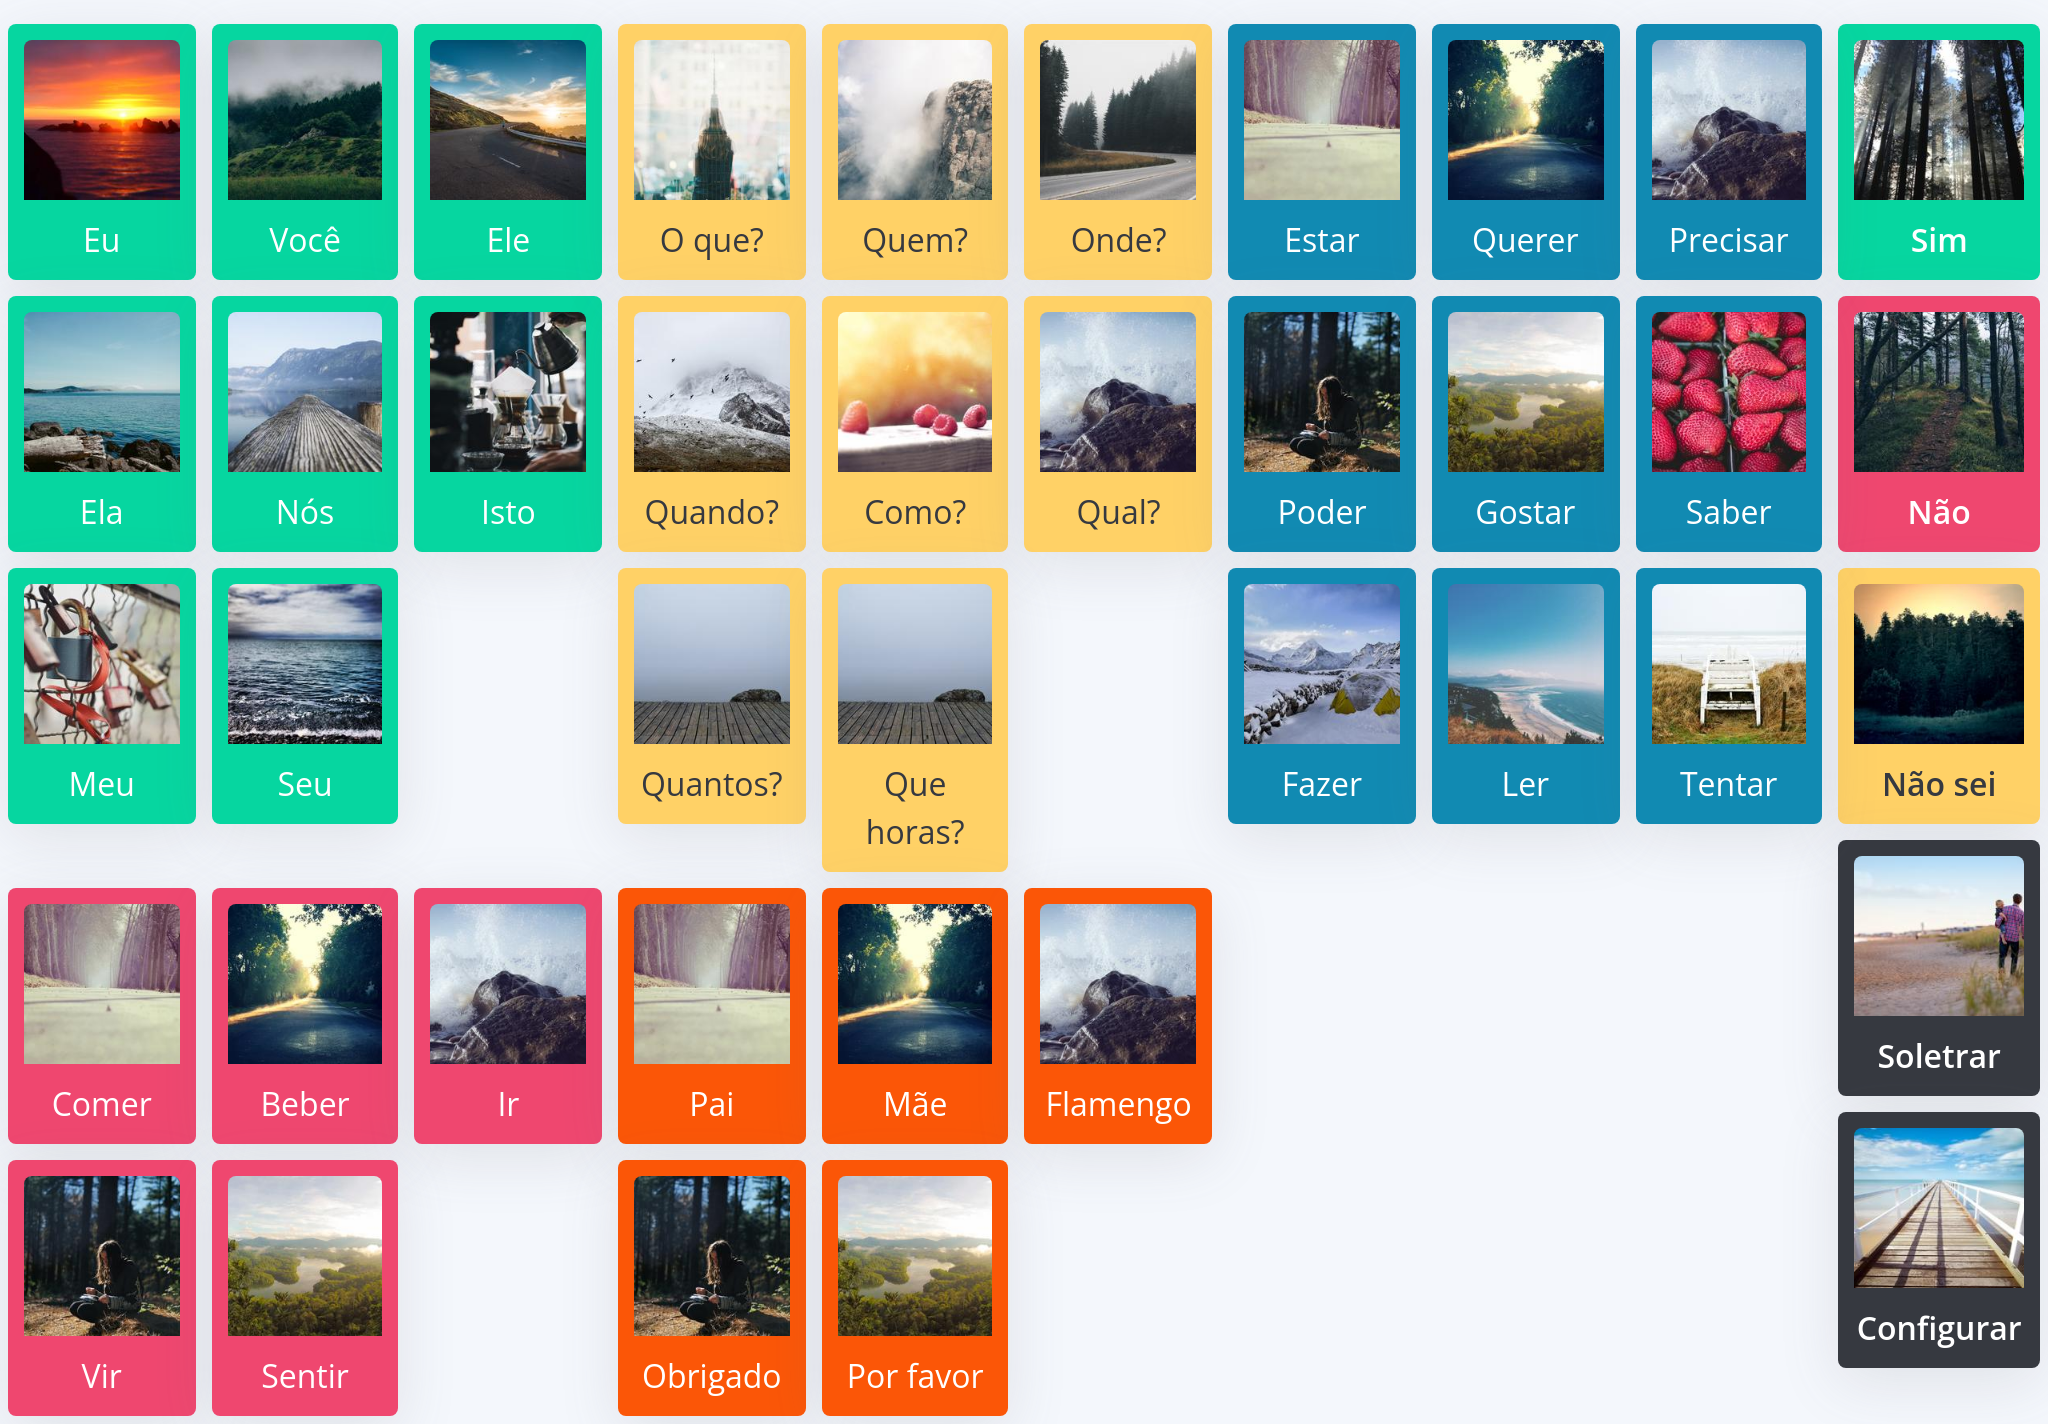 Eu
Você
Ele
O que?
Quem?
Onde?
Estar
Querer
Precisar
Sim
Ela
Nós
Isto
Quando?
Como?
Qual?
Poder
Gostar
Saber
Não
Meu
Seu
Quantos?
Que
horas?
Fazer
Ler
Tentar
Não sei
Comer
Beber
Ir
Pai
Mãe
Flamengo
Soletrar
Vir
Sentir
Obrigado
Por favor
Configurar